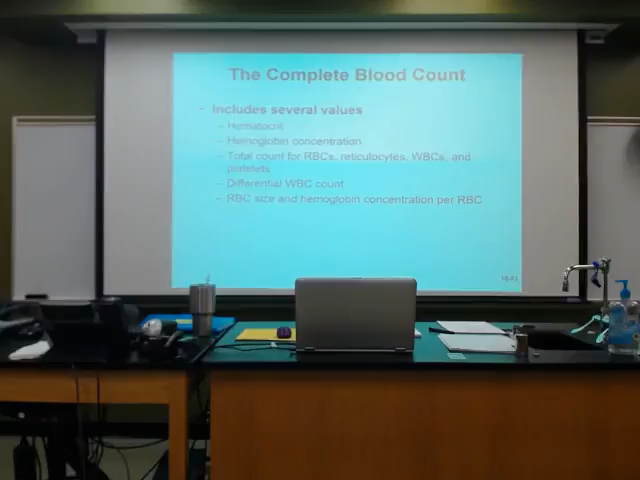 The Complete Blood Count
- Includes several values
– Hematocrit
– Hemoglobin concentration
– Total count for RBCs, reticulocytes, WBCs, and
platelets
– Differential WBC count
– RBC size and hemoglobin concentration per RBC